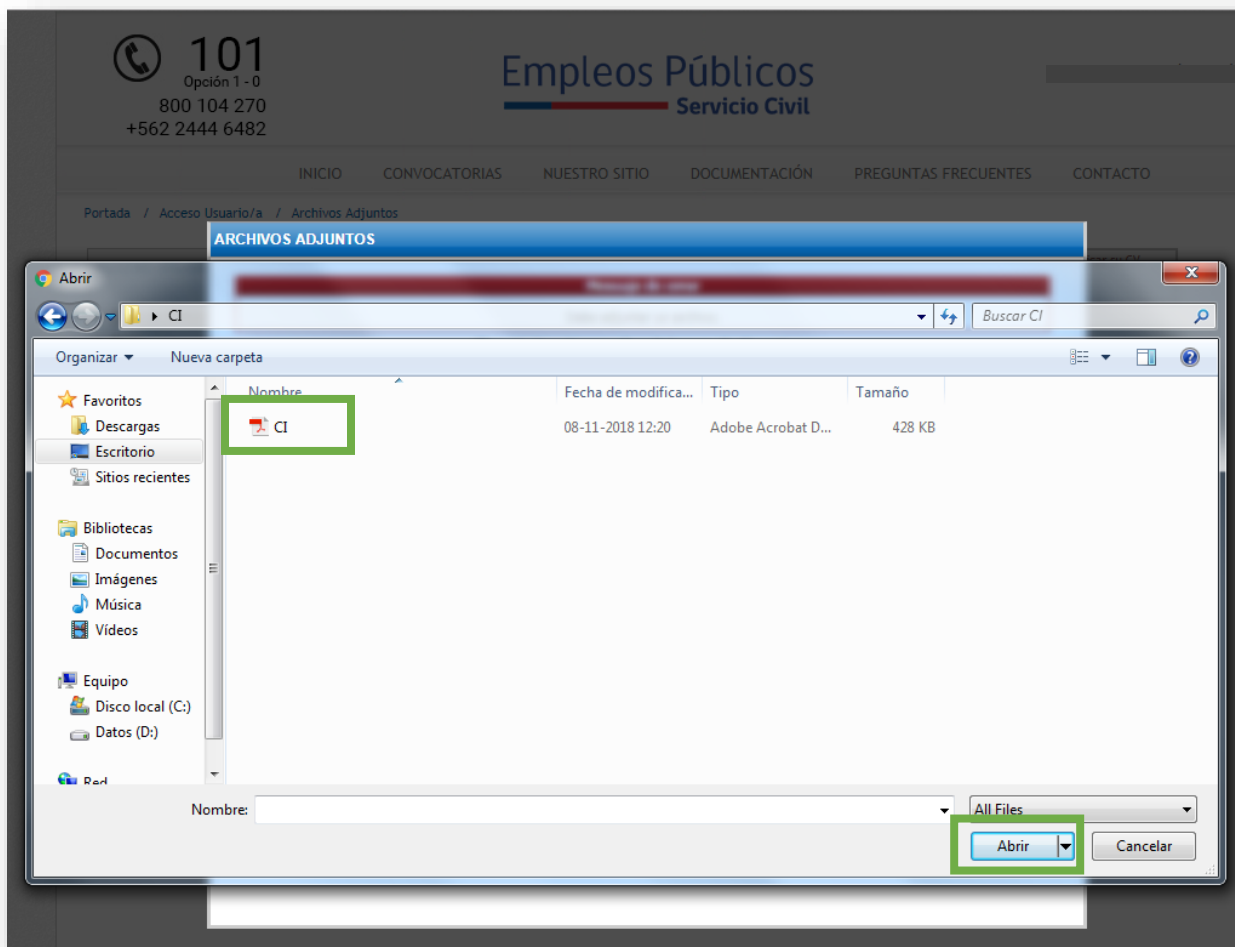 101
Opción 1 - 0
800 104 270
+562 2444 6482
Empleos Públicos
Servicio Civil
INICIO CONVOCATORIAS NUESTRO SITIO DOCUMENTACIÓN PREGUNTAS FRECUENTES CONTACTO
Portada / Acceso Usuario/a / Archivos Adjuntos
ARCHIVOS ADJUNTOS
Abrir
CI
Buscar CI
Organizar Nueva carpeta
Nombre Fecha de modifica... Tipo Tamaño
CI 08-11-2018 12:20 Adobe Acrobat D... 428 KB
Favoritos
Descargas
Escritorio
Sitios recientes
Bibliotecas
Documentos
Imágenes
Música
Vídeos
Equipo
Disco local (C:)
Datos (D:)
Red
Nombre: All Files
Abrir Cancelar